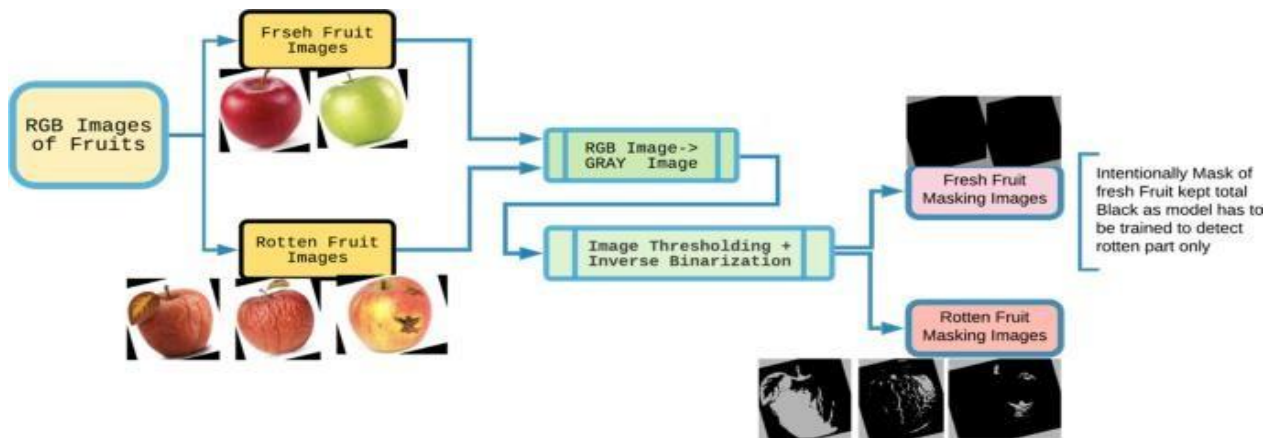 RGB Images
of Fruits
Frseh Fruit
Images
Rotten Fruit
Images
RGB Image->
GRAY Image
Image Thresholding +
Inverse Binarization
Fresh Fruit
Masking Images
Intentionally Mask of
fresh Fruit kept total
Black as model has to
be trained to detect
rotten part only
Rotten Fruit
Masking Images